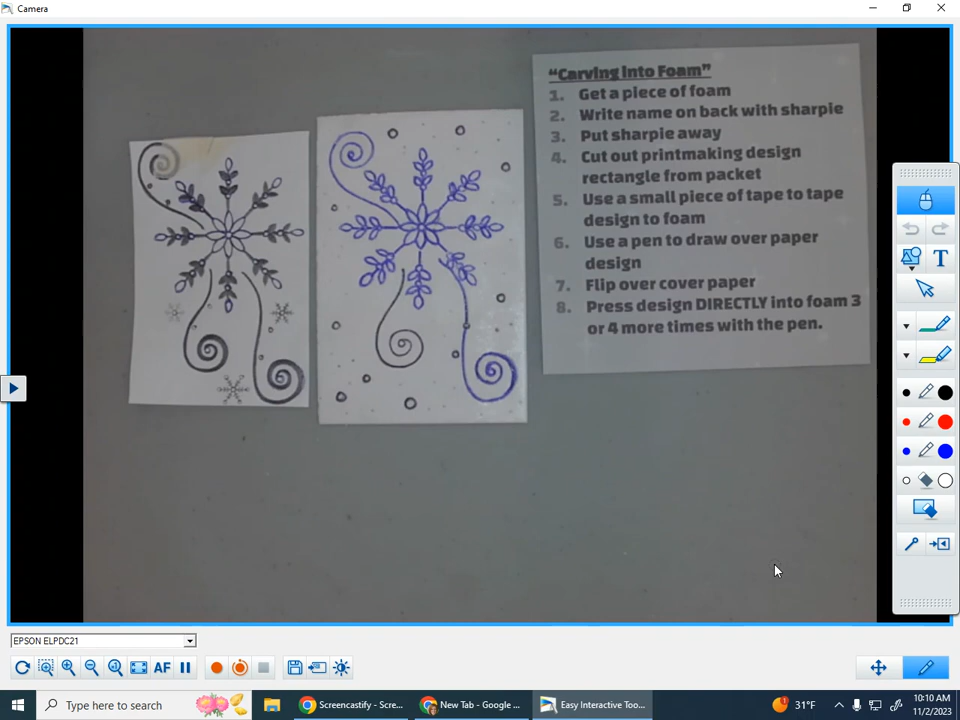 Camera
"Carving into Foam"
1. Get a piece of foam
2. Write name on back with sharpie
3. Put sharpie away
4. Cut out printmaking design
rectangle from packet
5. Use a small piece of tape to tape
design to foam
6. Use a pen to draw over paper
design
7. Flip over cover paper
8. Press design DIRECTLY into foam 3
or 4 more times with the pen.
T
EPSON ELPDC21
AF
Type here to search
Screencastify - Scre...
New Tab - Google ...
Easy Interactive Too...
31°F
10:10 AM
11/2/2023